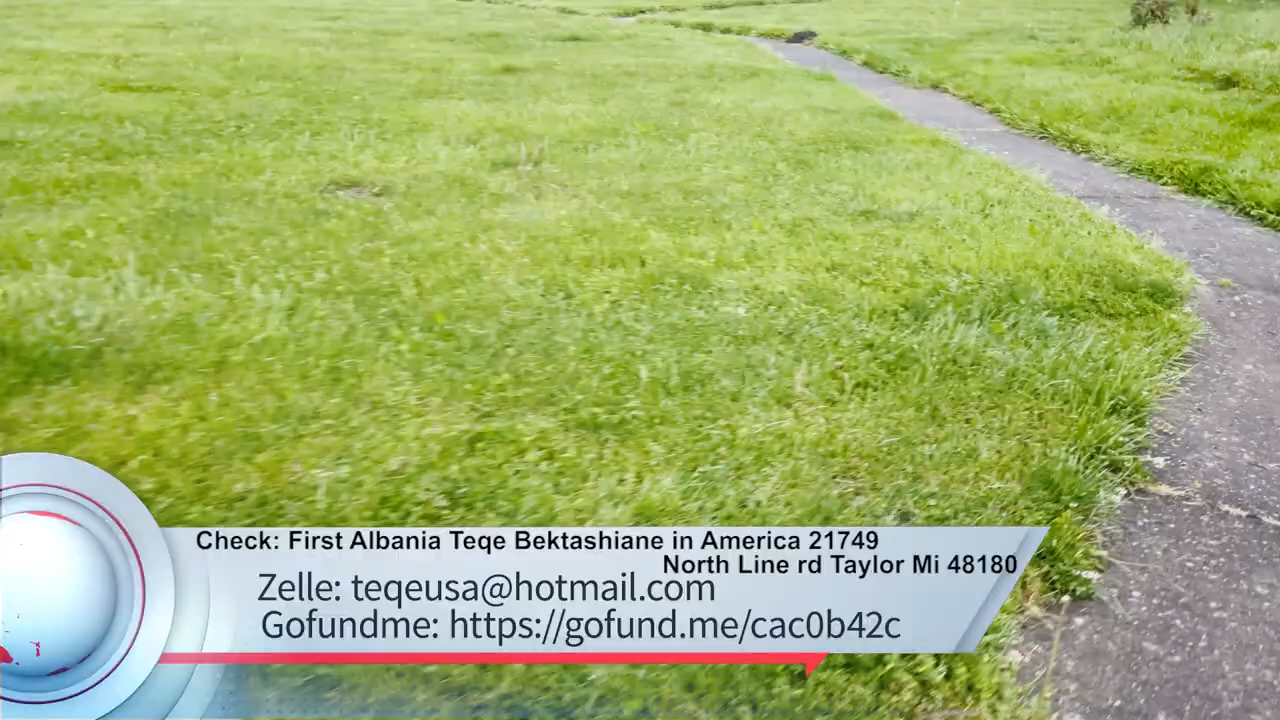 Check: First Albania Teqe Bektashiane in America 21749
North Line rd Taylor Mi 48180
Zelle: teqeusa@hotmail.com
Gofundme: https://gofund.me/cac0b42c